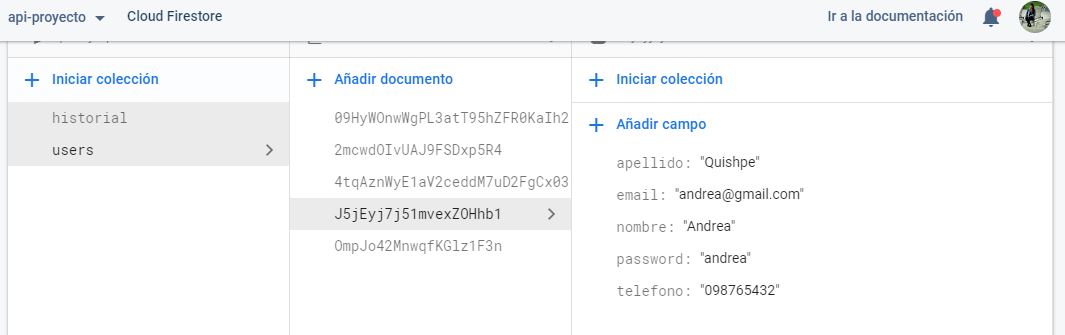 api-proyecto
Cloud Firestore
Ir a la documentación
Iniciar colección
historial
users
Añadir documento
09HyWOnwWgPL3atT95hZFR0KaIh2
2mcwdOIvUAJ9FSDxp5R4
4tqAznWyE1aV2ceddM7uD2FgCx03
J5jEyj7j51mvexZOHhb1
OmpJo42MnwqfKGlz1F3n
Iniciar colección
Añadir campo
apellido: "Quishpe"
email: "andrea@gmail.com"
nombre: "Andrea"
password: "andrea"
telefono: "098765432"